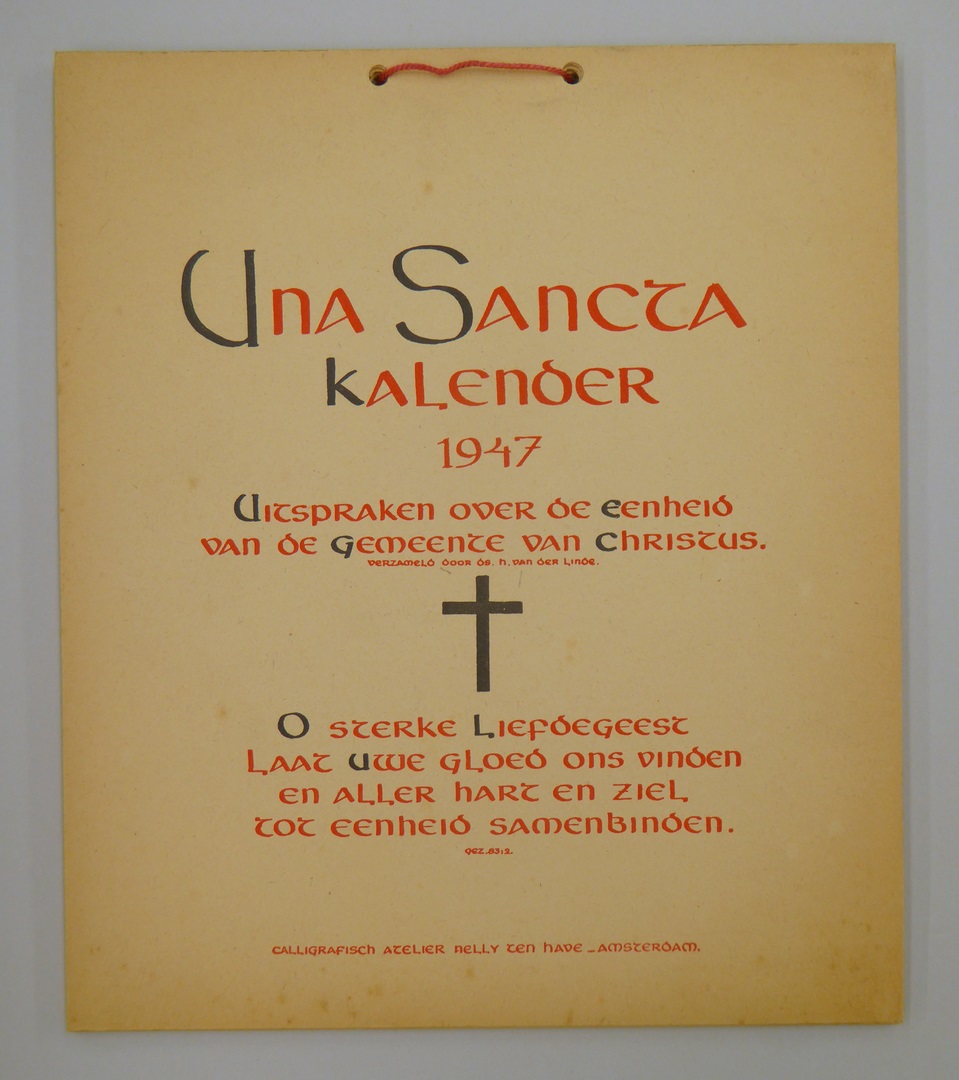 Una Sancta
Kalender
1947
Uitspraken over de eenheid
van de Gemeente van Christus.
verzameld door ds. h. van der Linde.
O sterke Liefdegeest
Laat Uwe gloed ons vinden
en aller hart en ziel
tot eenheid samenbinden.
gez. 83:2.
Calligrafisch atelier Nelly ten Have - Amsterdam.